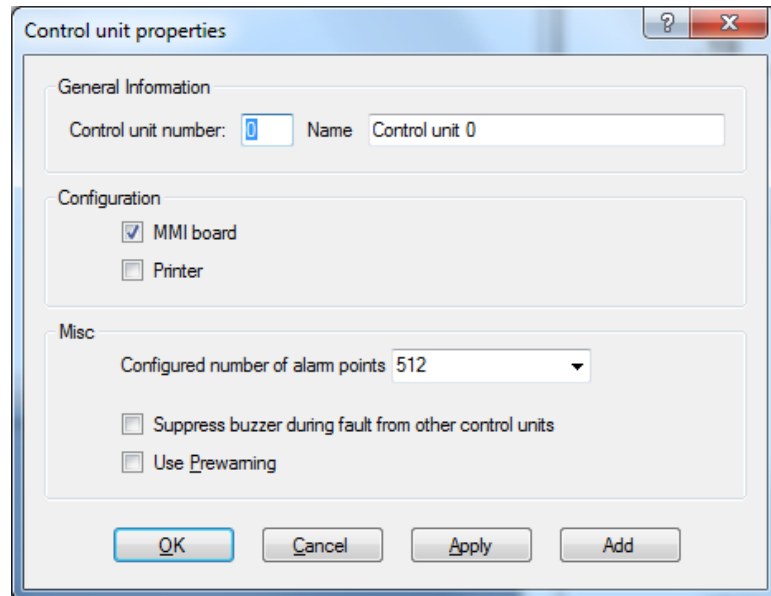 Control unit properties
General Information
Control unit number: 0 Name Control unit 0
Configuration
MMI board
Printer
Misc
Configured number of alarm points 512
Suppress buzzer during fault from other control units
Use Prewarning
OK Cancel Apply Add